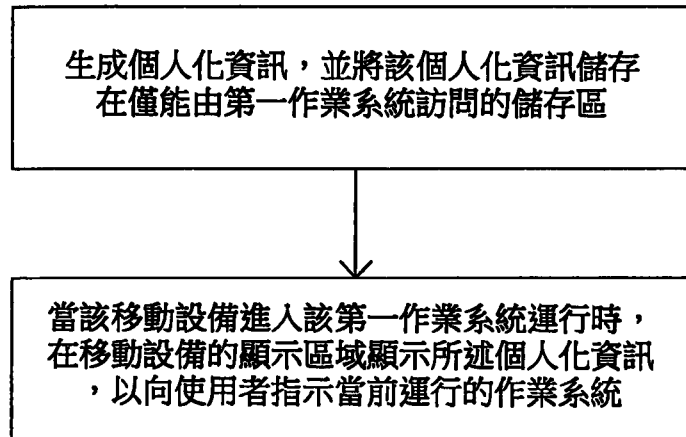 生成個人化資訊，並將該個人化資訊儲存
在僅能由第一作業系統訪問的儲存區
當該移動設備進入該第一作業系統運行時，
在移動設備的顯示區域顯示所述個人化資訊
，以向使用者指示當前運行的作業系統